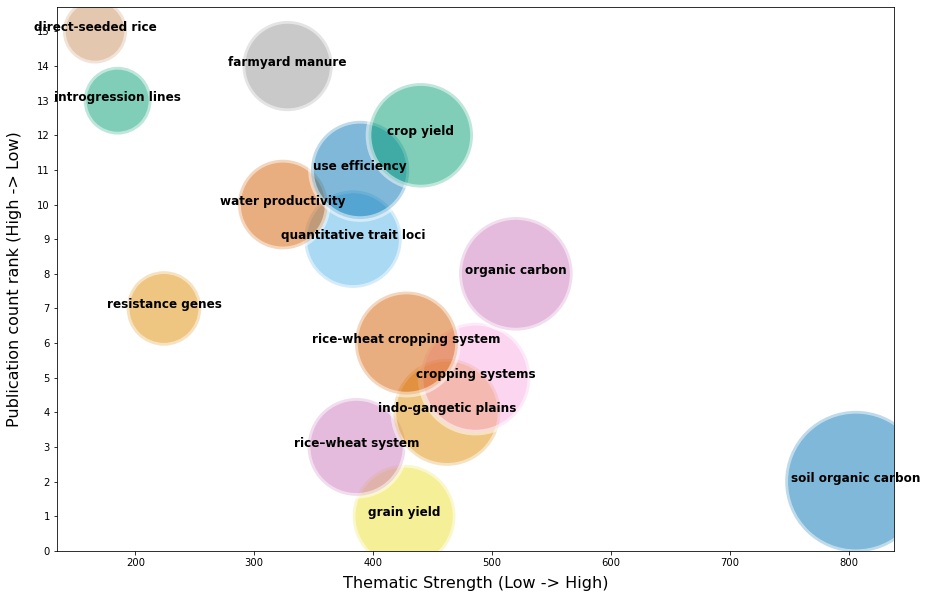 direct-seeded rice
15
farmyard manure
14
introgression lines
13
crop yield
12
use efficiency
11
water productivity
10
quantitative trait loci
9
organic carbon
8
resistance genes
7
rice-wheat cropping system
6
cropping systems
5
indo-gangetic plains
4
rice–wheat system
3
soil organic carbon
2
grain yield
1
0
Publication count rank (High -> Low)
200 300 400 500 600 700 800
Thematic Strength (Low -> High)